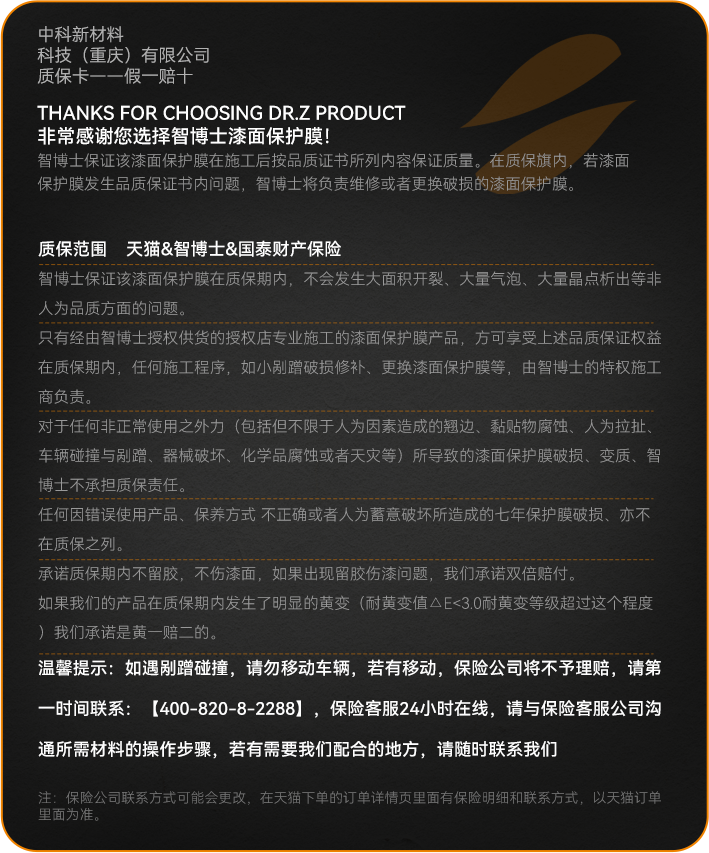 中科新材料
科技（重庆）有限公司
质保卡——假一赔十
THANKS FOR CHOOSING DR.Z PRODUCT
非常感谢您选择智博士漆面保护膜！
智博士保证该漆面保护膜在施工后按品质证书所列内容保证质量。在质保旗内，若漆面
保护膜发生品质保证书内问题，智博士将负责维修或者更换破损的漆面保护膜。
质保范围 天猫&智博士&国泰财产保险
智博士保证该漆面保护膜在质保期内，不会发生大面积开裂、大量气泡、大量晶点析出等非
人为品质方面的问题。
只有经由智博士授权供货的授权店专业施工的漆面保护膜产品，方可享受上述品质保证权益
在质保期内，任何施工程序，如小剐蹭破损修补、更换漆面保护膜等，由智博士的特权施工
商负责。
对于任何非正常使用之外力（包括但不限于人为因素造成的翘边、黏贴物腐蚀、人为拉扯、
车辆碰撞与剐蹭、器械破坏、化学品腐蚀或者天灾等）所导致的漆面保护膜破损、变质、智
博士不承担质保责任。
任何因错误使用产品、保养方式 不正确或者人为蓄意破坏所造成的七年保护膜破损、亦不
在质保之列。
承诺质保期内不留胶，不伤漆面，如果出现留胶伤漆问题，我们承诺双倍赔付。
如果我们的产品在质保期内发生了明显的黄变（耐黄变值△E<3.0耐黄变等级超过这个程度
）我们承诺是黄一赔二的。
温馨提示：如遇剐蹭碰撞，请勿移动车辆，若有移动，保险公司将不予理赔，请第
一时间联系：【400-820-8-2288】，保险客服24小时在线，请与保险客服公司沟
通所需材料的操作步骤，若有需要我们配合的地方，请随时联系我们
注：保险公司联系方式可能会更改，在天猫下单的订单详情页里面有保险明细和联系方式，以天猫订单
里面为准。